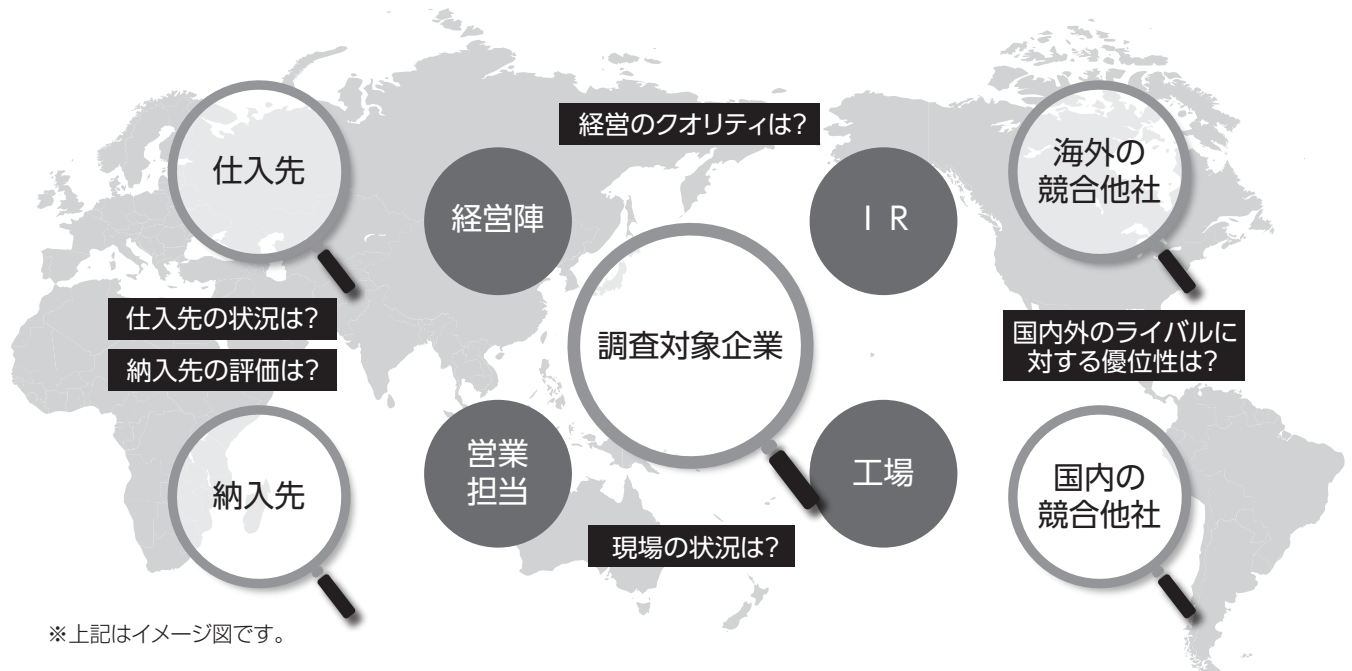 経営のクオリティは?
仕入先
経営陣
I R
海外の
競合他社
調査対象企業
仕入先の状況は?
納入先の評価は?
国内外のライバルに
対する優位性は?
納入先
営業
担当
工場
国内の
競合他社
現場の状況は?
※上記はイメージ図です。